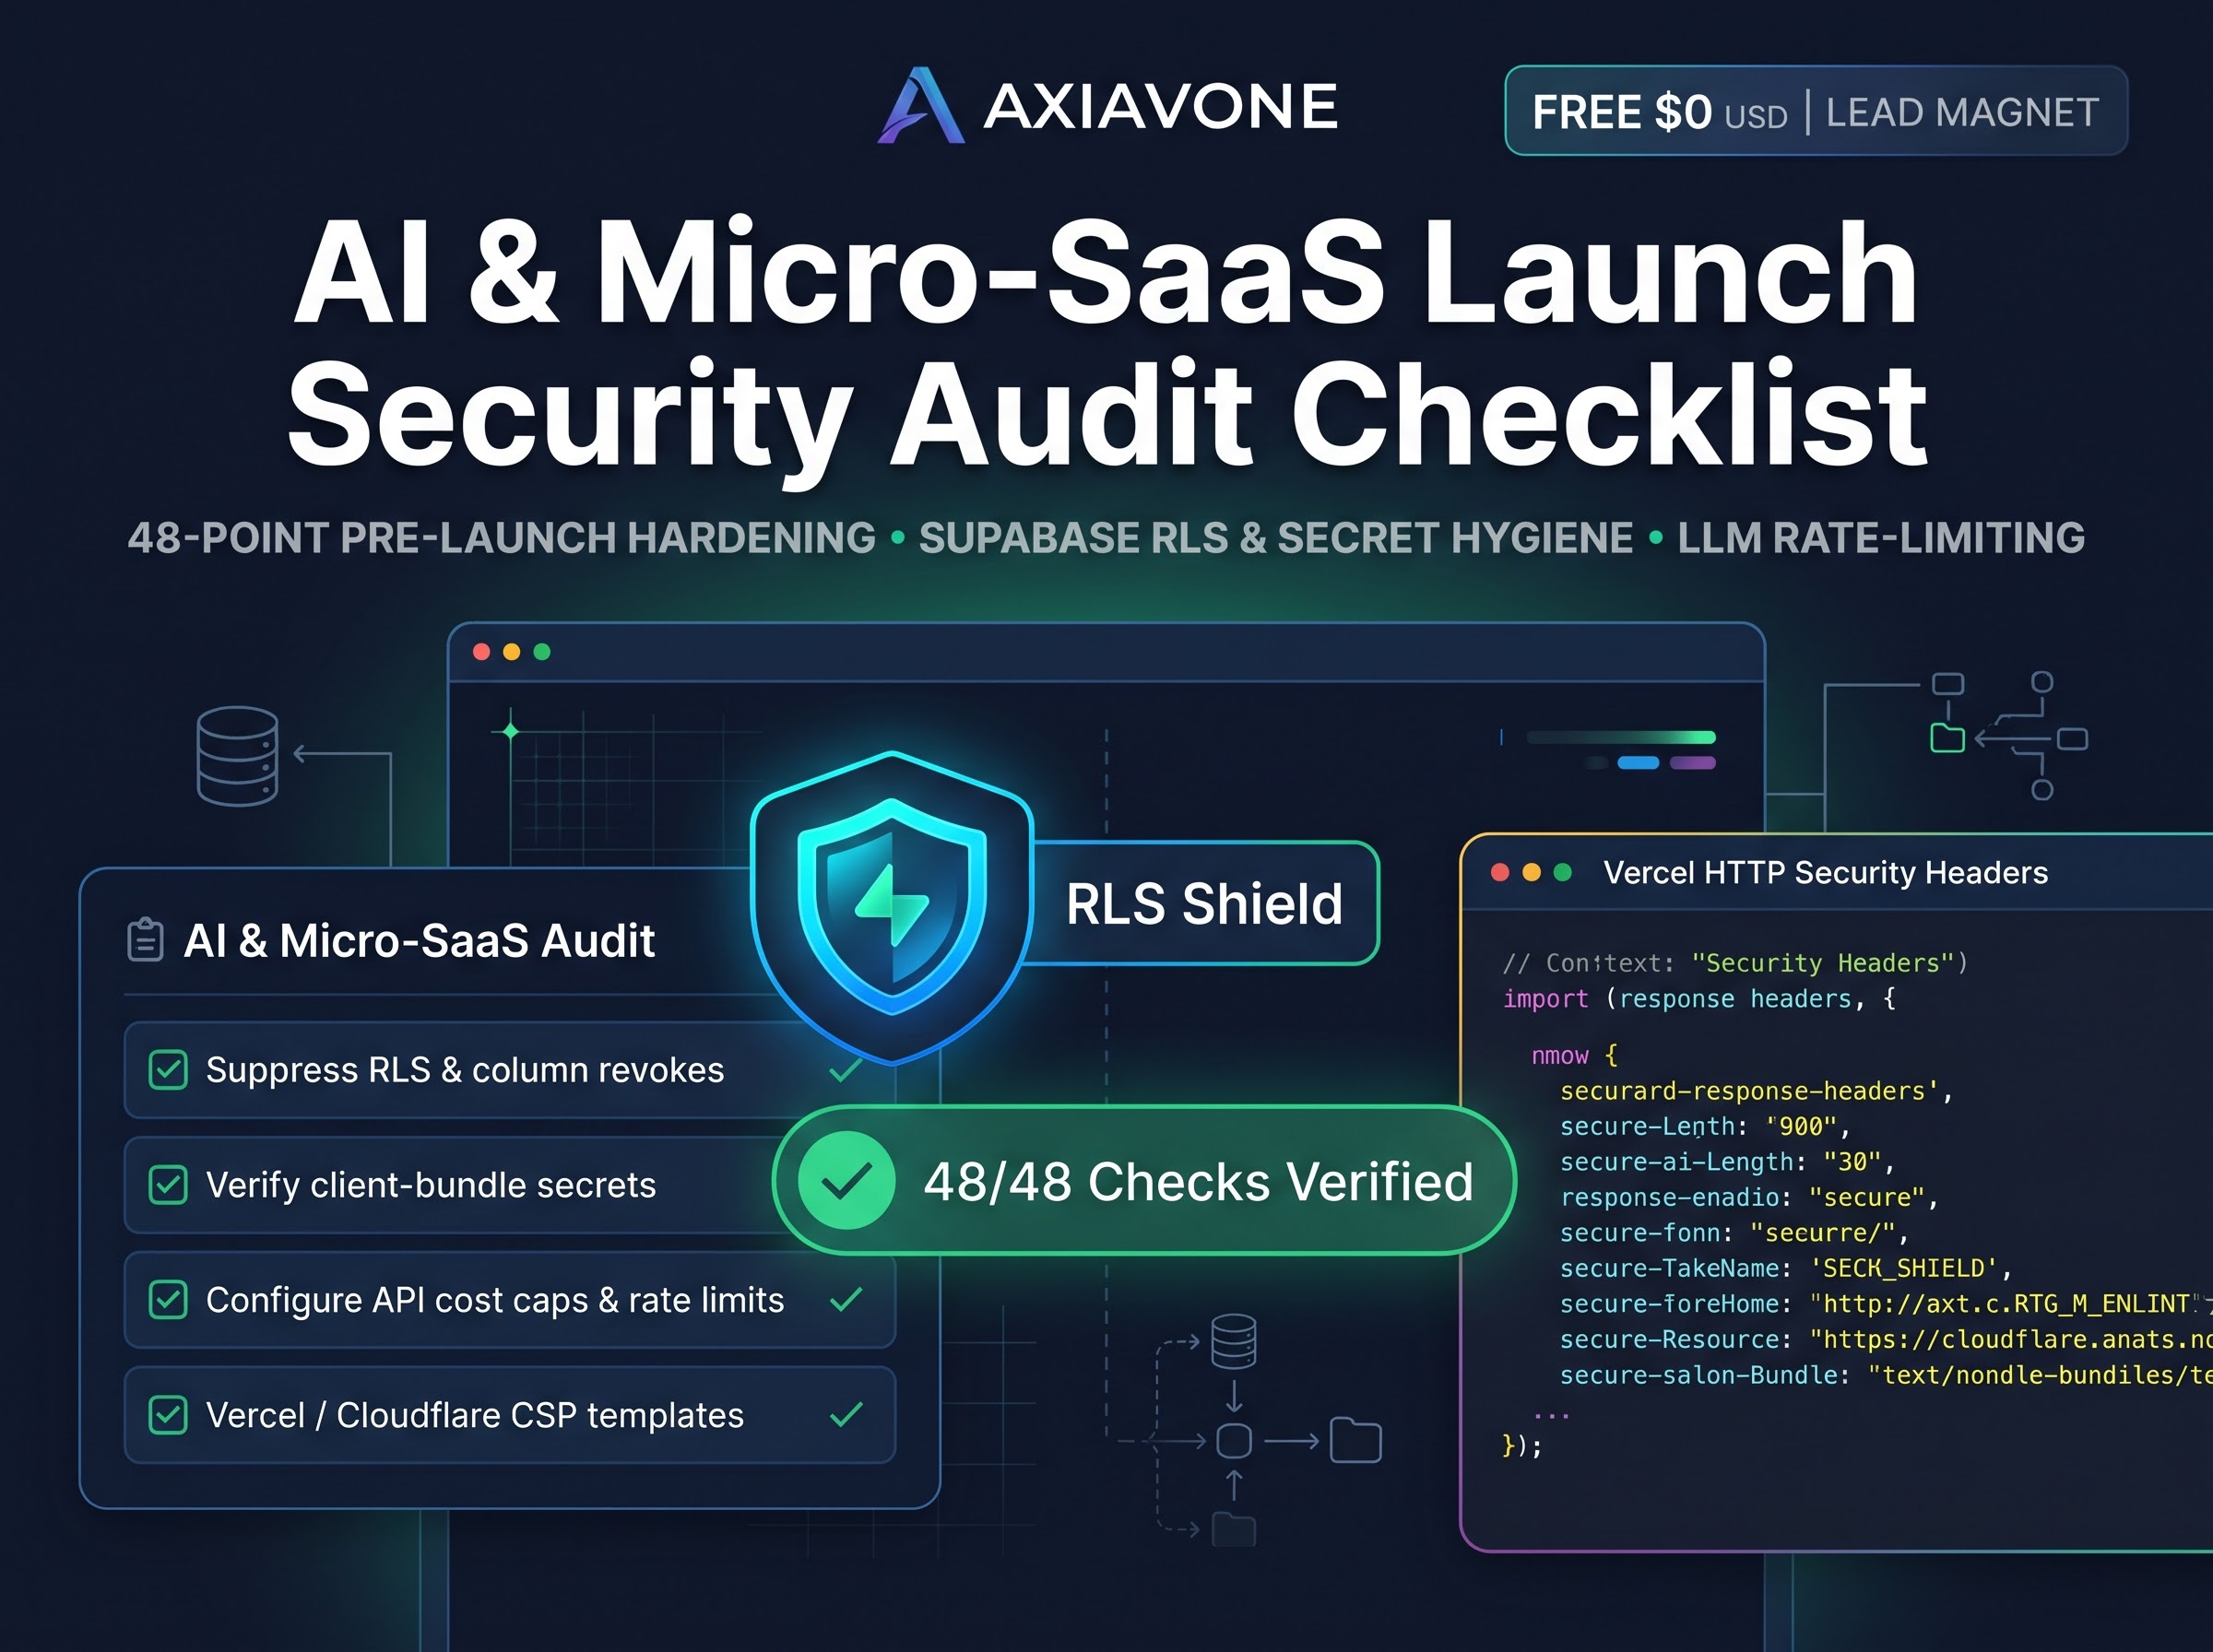 AXIAVONE
FREE $0 USD | LEAD MAGNET
AI & Micro-SaaS Launch
Security Audit Checklist
48-POINT PRE-LAUNCH HARDENING • SUPABASE RLS & SECRET HYGIENE • LLM RATE-LIMITING
AI & Micro-SaaS Audit
Suppress RLS & column revokes
Verify client-bundle secrets
Configure API cost caps & rate limits
Vercel / Cloudflare CSP templates
RLS Shield
48/48 Checks Verified
Vercel HTTP Security Headers
// Context: "Security Headers")
import (response headers, {
nmow {
securard-response-headers',
secure-Lenth: "900",
secure-ai-Length: "30",
response-enadio: "secure",
secure-fonn: "securre/",
secure-TakeName: 'SECK_SHIELD',
secure-foreHome: "http://axt.c.RTG_M_ENLINT
secure-Resource: "https://cloudflare.anats.no
secure-salon-Bundle: "text/nondle-bundiles/te
...
});